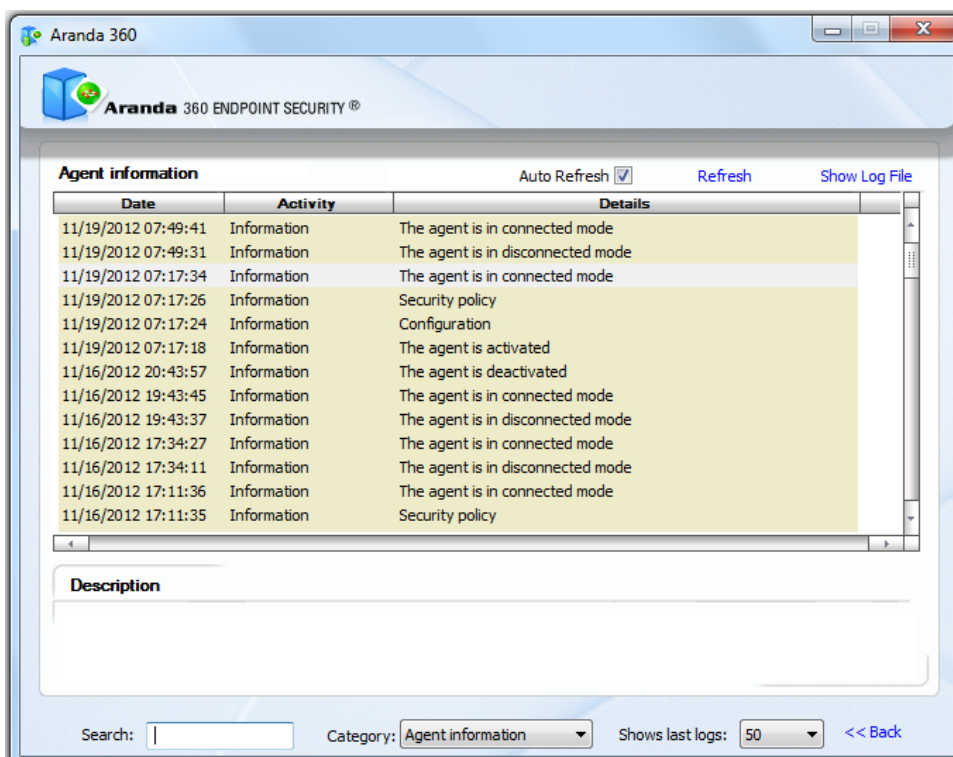 Aranda 360
Aranda 360 ENDPOINT SECURITY ®
Agent information Auto Refresh Refresh Show Log File
Date Activity Details
11/19/2012 07:49:41 Information The agent is in connected mode
11/19/2012 07:49:31 Information The agent is in disconnected mode
11/19/2012 07:17:34 Information The agent is in connected mode
11/19/2012 07:17:26 Information Security policy
11/19/2012 07:17:24 Information Configuration
11/19/2012 07:17:18 Information The agent is activated
11/16/2012 20:43:57 Information The agent is deactivated
11/16/2012 19:43:45 Information The agent is in connected mode
11/16/2012 19:43:37 Information The agent is in disconnected mode
11/16/2012 17:34:27 Information The agent is in connected mode
11/16/2012 17:34:11 Information The agent is in disconnected mode
11/16/2012 17:11:36 Information The agent is in connected mode
11/16/2012 17:11:35 Information Security policy
Description
Search: Category: Agent information Shows last logs: 50 << Back